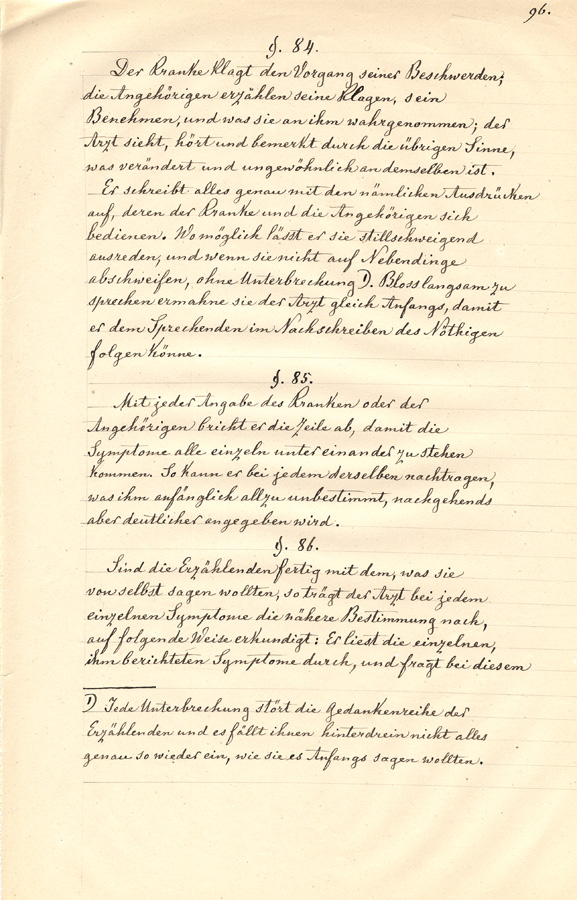 96.
§. 84.
Der Kranke klagt den Vorgang seiner Beschwerden;
die Angehörigen erzählen seine Klagen, sein
Benehmen, und was sie an ihm wahrgenommen; der
Arzt sieht, hört und bemerkt durch die übrigen Sinne,
was verändert und ungewöhnlich an demselben ist.
Er schreibt alles genau mit den nämlichen Ausdrücken
auf, deren der Kranke und die Angehörigen sich
bedienen. Wo möglich lässt er sie stillschweigend
ausreden, und wenn sie nicht auf Nebendinge
abschweifen, ohne Unterbrechung 1). Bloss langsam zu
sprechen ermahne sie der Arzt gleich Anfangs, damit
er dem Sprechenden im Nachschreiben des Nöthigen
folgen könne.
§. 85.
Mit jeder Angabe des Kranken oder der
Angehörigen bricht er die Zeile ab, damit die
Symptome alle einzeln unter einander zu stehen
kommen. So kann er bei jedem derselben nachtragen,
was ihm anfänglich allzu unbestimmt, nachgehends
aber deutlicher angegeben wird.
§. 86.
Sind die Erzählenden fertig mit dem, was sie
von selbst sagen wollten, so trägt der Arzt bei jedem
einzelnen Symptome die nähere Bestimmung nach,
auf folgende Weise erkundigt: Er liest die einzelnen,
ihm berichteten Symptome durch, und fragt bei diesem
1) Jede Unterbrechung stört die Gedankenreihe der
Erzählenden und es fällt ihnen hinterdrein nicht alles
genau so wieder ein, wie sie es Anfangs sagen wollten.